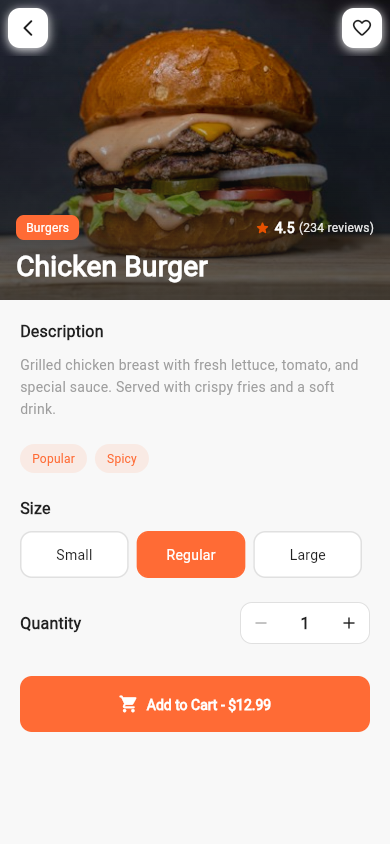 Burgers
4.5 (234 reviews)
Chicken Burger
Description
Grilled chicken breast with fresh lettuce, tomato, and
special sauce. Served with crispy fries and a soft
drink.
Popular Spicy
Size
Small Regular Large
Quantity 1
Add to Cart - $12.99